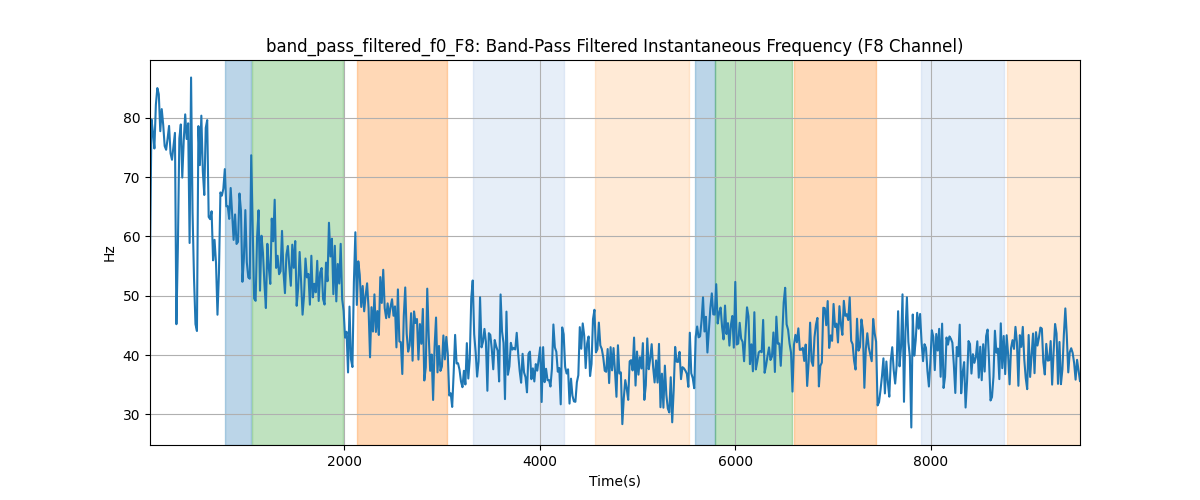 band_pass_filtered_f0_F8: Band-Pass Filtered Instantaneous Frequency (F8 Channel)
80
70
60
50
40
30
Hz
2000 4000 6000 8000
Time(s)